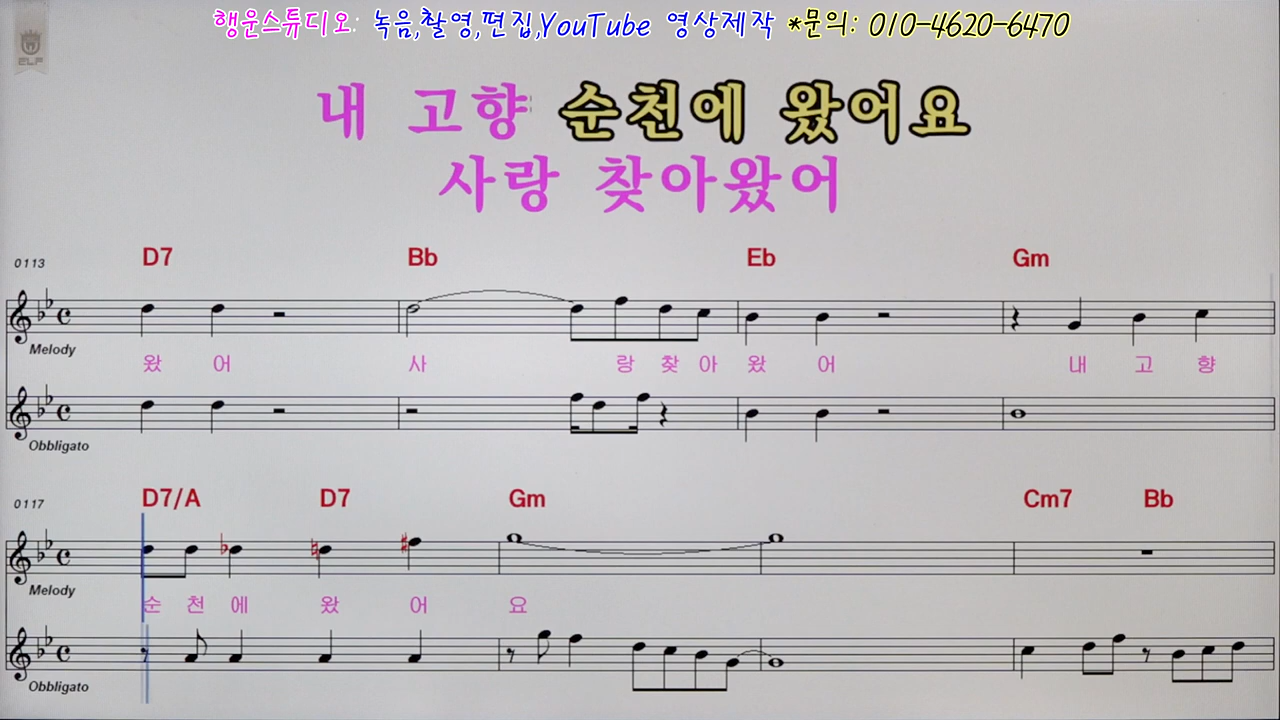 행운스튜디오 녹음,촬영,편집,YouTube 영상제작 *문의: 010-4620-6470
ELF
내 고향 순천에 왔어요
사랑 찾아왔어
0113 D7 Bb Eb Gm
Melody
왔 어 사 랑 찾 아 왔 어 내 고 향
Obbligato
0117 D7/A D7 Gm Cm7 Bb
Melody
순 천 에 왔 어 요
Obbligato